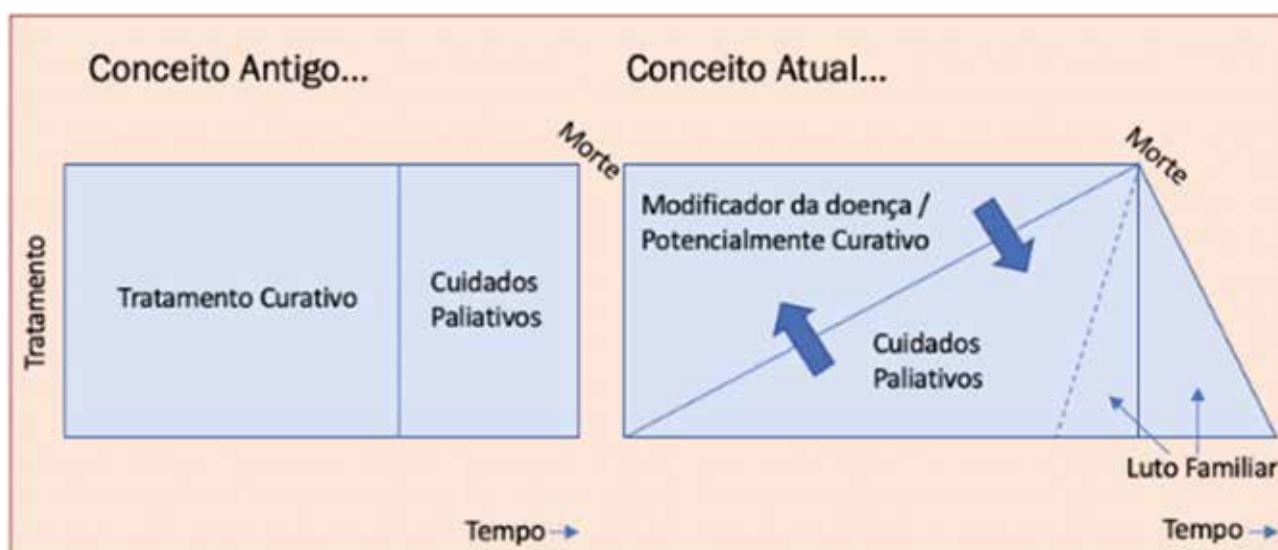 Conceito Antigo...
Tratamento
Tratamento Curativo
Cuidados
Paliativos
Morte
Tempo
Conceito Atual...
Modificador da doença /
Potencialmente Curativo
Cuidados
Paliativos
Morte
Luto Familiar
Tempo